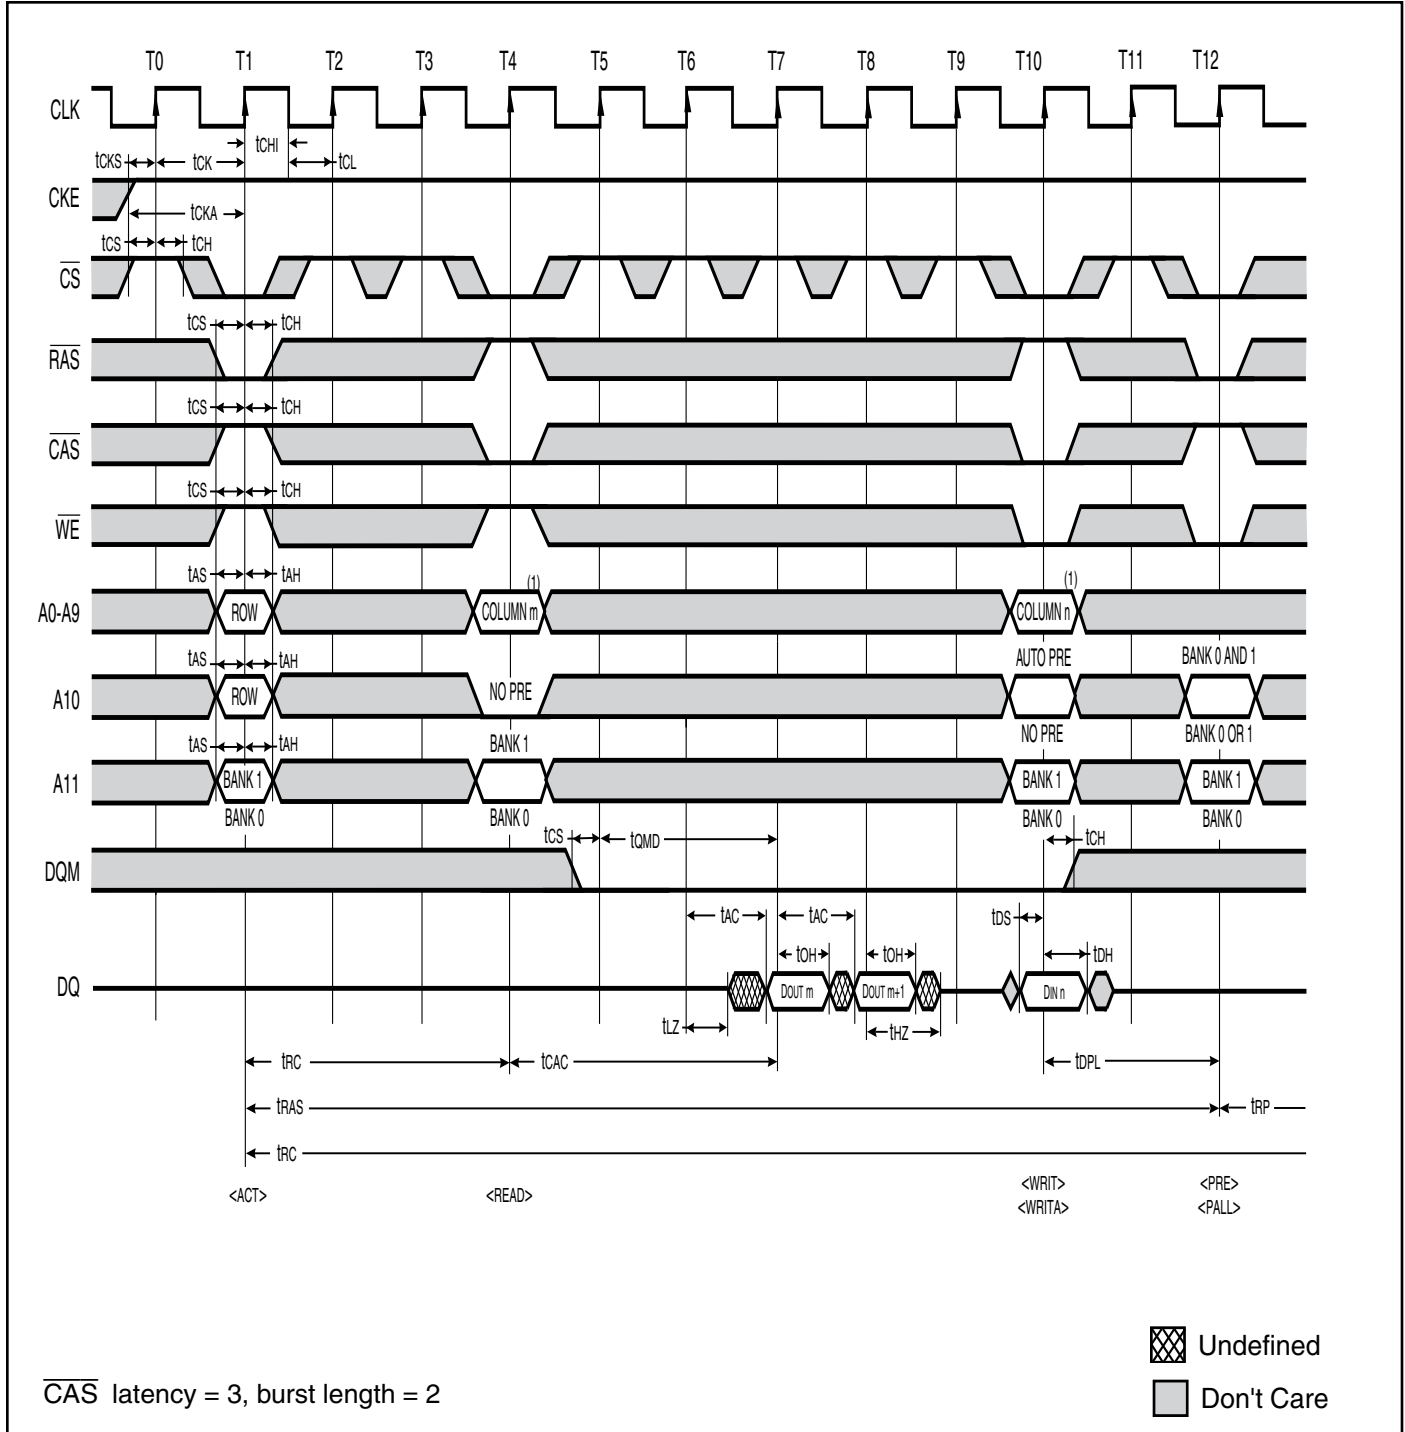 T0 T1 T2 T3 T4 T5 T6 T7 T8 T9 T10 T11 T12
CLK
tCHI
tCKS tCK tCL
CKE
tCKA
tCS tCH
CS
tCS tCH
RAS
tCS tCH
CAS
tCS tCH
WE
tAS tAH (1) (1)
A0-A9 ROW COLUMN m COLUMN n
tAS tAH AUTO PRE BANK 0 AND 1
A10 ROW NO PRE
tAS tAH BANK 1 NO PRE BANK 0 OR 1
A11 BANK 1 BANK 1 BANK 1
BANK 0 BANK 0 BANK 0 BANK 0
tCS tQMD tCH
DQM
tAC tAC tDS
tOH tOH tDH
DQ DOUT m DOUT m+1 DIN n
tLZ tHZ
tRC tCAC tDPL
tRAS tRP
tRC
<ACT> <READ> <WRIT> <PRE>
<WRITA> <PALL>
Undefined
CAS latency = 3, burst length = 2
Don't Care